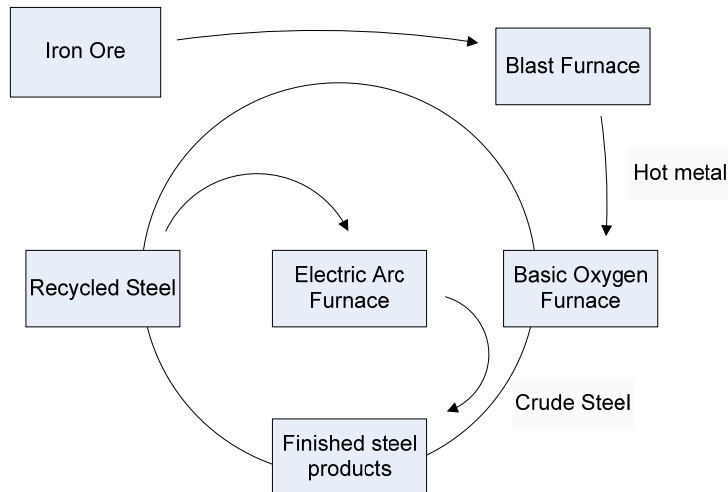 Iron Ore
Blast Furnace
Hot metal
Recycled Steel
Electric Arc
Furnace
Basic Oxygen
Furnace
Crude Steel
Finished steel
products